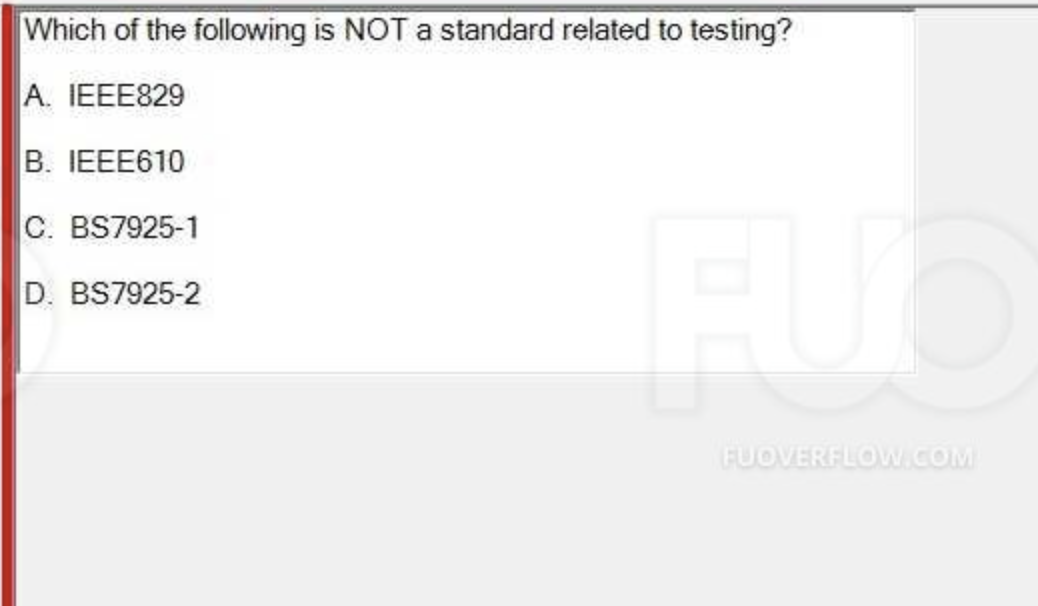 Which of the following is NOT a standard related to testing?
A. IEEE829
B. IEEE610
C. BS7925-1
D. BS7925-2
FUO
FUOVERFLOW.COM